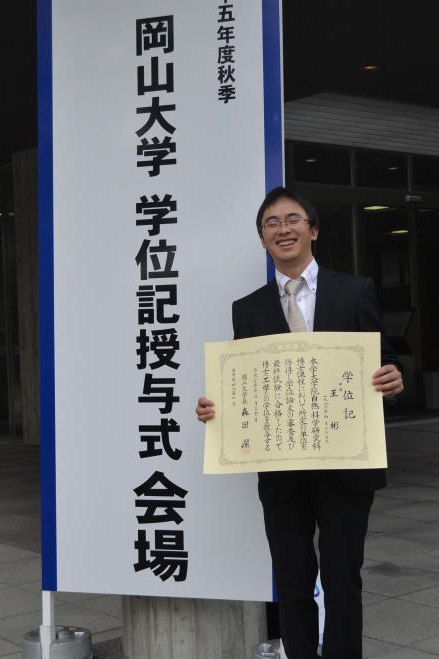 十五年度秋季
岡山大学 学位記授与式 会場
学位記
王 彬
本学大学院自然科学研究科
博士課程において所定の単位を
修得し学位論文の審査及び
最終試験に合格したので
博士(工学)の学位を授与する
岡山大学長 森田 潔